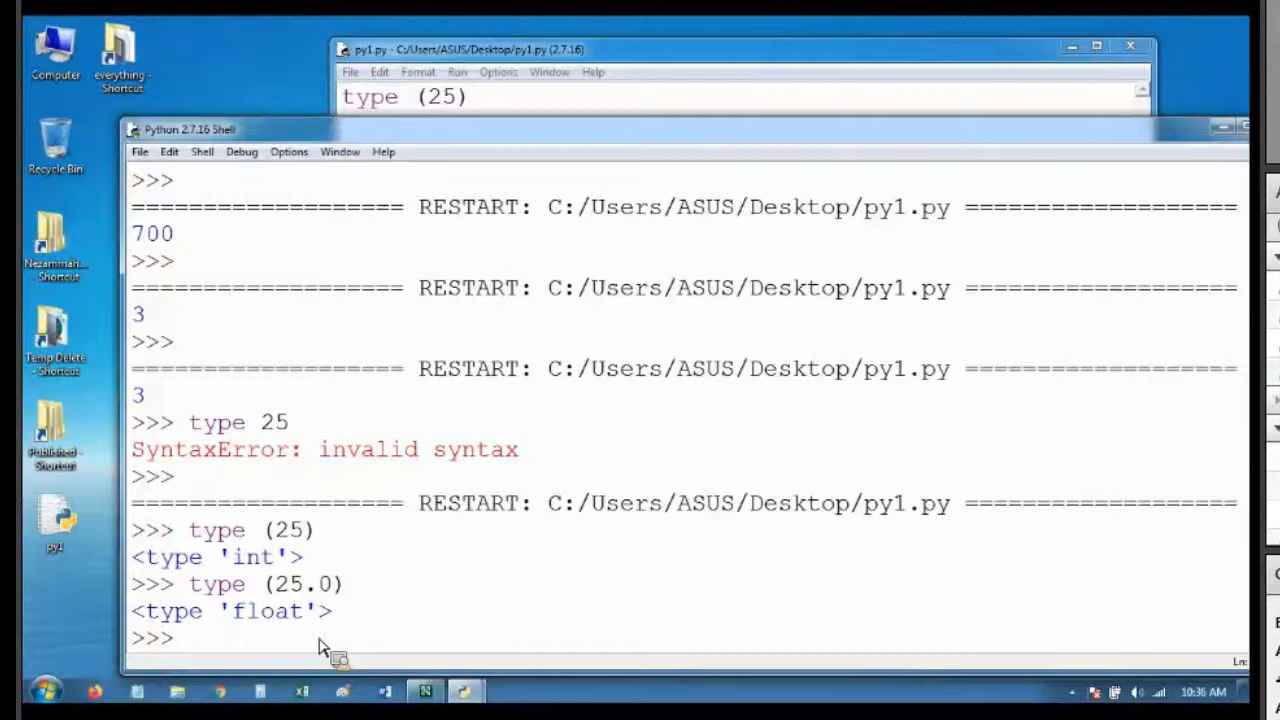 Computer
everything - Shortcut
Recycle Bin
Nezammah... - Shortcut
Temp Delete - Shortcut
Published - Shortcut
py1
py1.py - C:/Users/ASUS/Desktop/py1.py (2.7.16)
File Edit Format Run Options Window Help
type (25)
Python 2.7.16 Shell
File Edit Shell Debug Options Window Help
>>>
=================== RESTART: C:/Users/ASUS/Desktop/py1.py ===================
700
>>>
=================== RESTART: C:/Users/ASUS/Desktop/py1.py ===================
3
>>>
=================== RESTART: C:/Users/ASUS/Desktop/py1.py ===================
3
>>> type 25
SyntaxError: invalid syntax
>>>
=================== RESTART: C:/Users/ASUS/Desktop/py1.py ===================
>>> type (25)
<type 'int'>
>>> type (25.0)
<type 'float'>
>>>
Ln:
10:36 AM